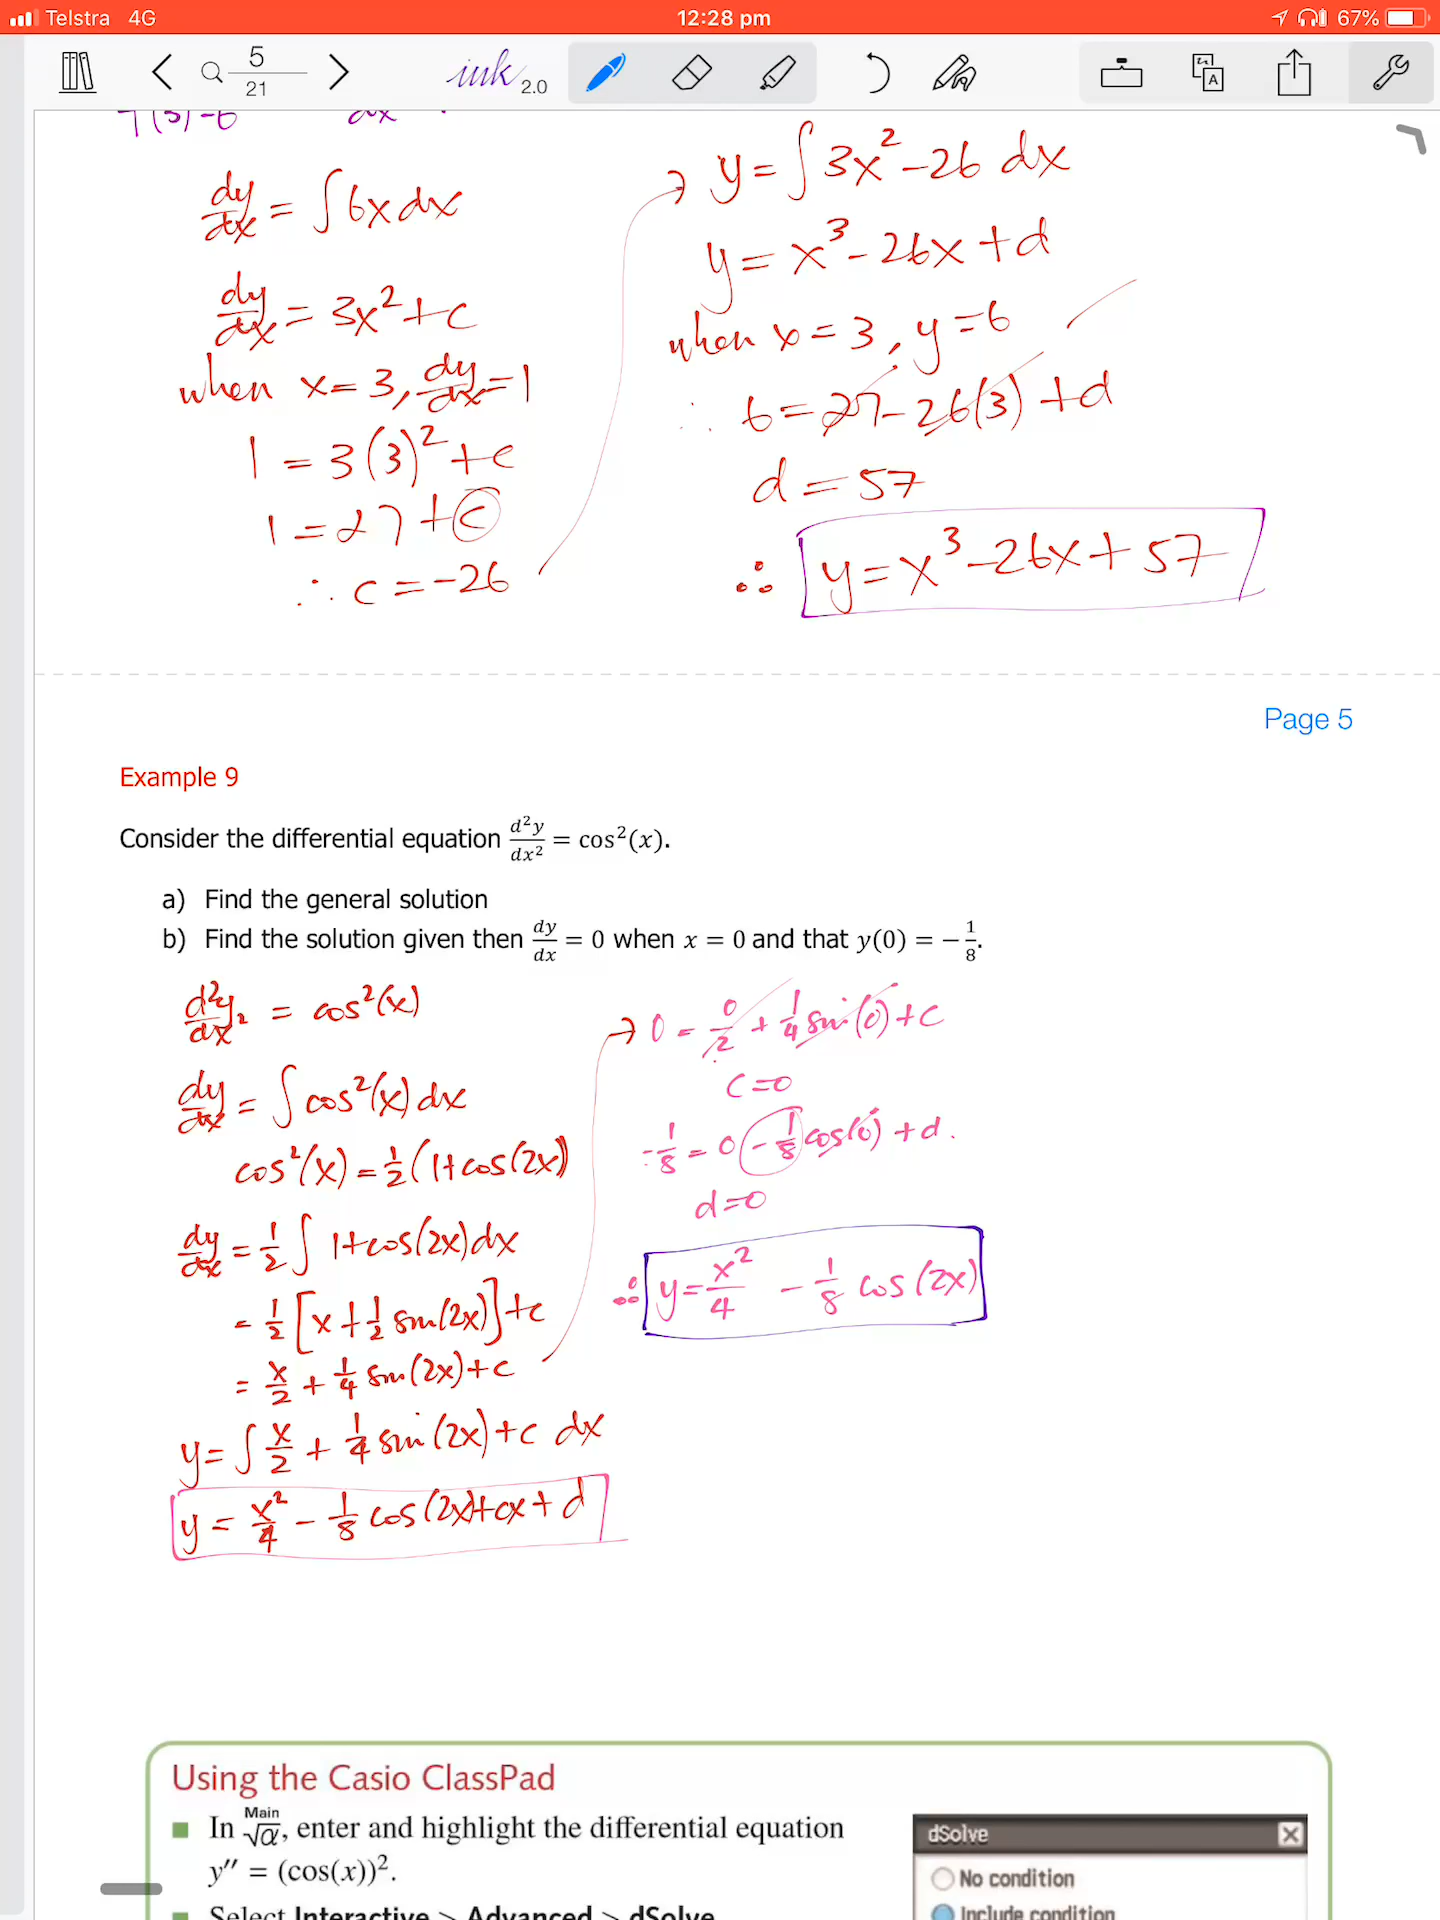 Telstra 4G 12:28 pm 67%
5
21
ink 2.0
dy/dx = ∫6x dx
dy/dx = 3x² + c
when x = 3, dy/dx = 1
1 = 3(3)² + c
1 = 27 + c
∴ c = -26
→ y = ∫ 3x² - 26 dx
y = x³ - 26x + d
when x = 3, y = 6
∴ 6 = 27 - 26(3) + d
d = 57
∴ y = x³ - 26x + 57
Page 5
Example 9
Consider the differential equation d²y/dx² = cos²(x).
a) Find the general solution
b) Find the solution given then dy/dx = 0 when x = 0 and that y(0) = -1/8.
d²y/dx² = cos²(x)
dy/dx = ∫ cos²(x) dx
cos²(x) = 1/2 (1+cos(2x))
dy/dx = 1/2 ∫ 1+cos(2x) dx
= 1/2 [x + 1/2 sin(2x)] + c
= x/2 + 1/4 sin(2x) + c
y = ∫ x/2 + 1/4 sin(2x) + c dx
y = x²/4 - 1/8 cos(2x) + cx + d
→ 0 = 0/2 + 1/4 sin(0) + c
c = 0
-1/8 = 0 - 1/8 cos(0) + d.
d = 0
∴ y = x²/4 - 1/8 cos(2x)
Using the Casio ClassPad
■ In Main √α, enter and highlight the differential equation
y″ = (cos(x))².
■ Select Interactive > Advanced > dSolve
dSolve
No condition
Include condition